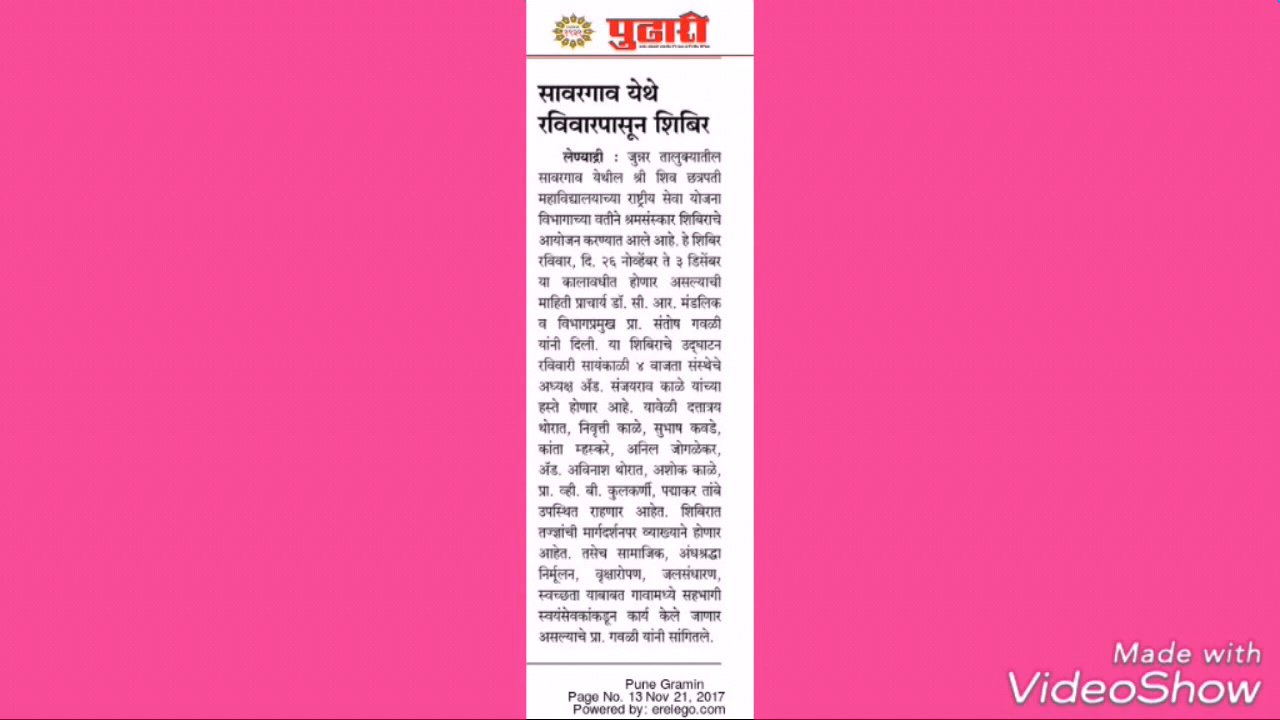 पुढारी
सावरगाव येथे
रविवारपासून शिबिर
लेण्याद्री : जुन्नर तालुक्यातील
सावरगाव येथील श्री शिव छत्रपती
महाविद्यालयाच्या राष्ट्रीय सेवा योजना
विभागाच्या वतीने श्रमसंस्कार शिबिराचे
आयोजन करण्यात आले आहे. हे शिबिर
रविवार, दि. २६ नोव्हेंबर ते ३ डिसेंबर
या कालावधीत होणार असल्याची
माहिती प्राचार्य डॉ. सी. आर. मंडलिक
व विभागप्रमुख प्रा. संतोष गवळी
यांनी दिली. या शिबिराचे उद्‌घाटन
रविवारी सायंकाळी ४ वाजता संस्थेचे
अध्यक्ष अ‍ॅड. संजयराव काळे यांच्या
हस्ते होणार आहे. यावेळी दत्तात्रय
थोरात, निवृत्ती काळे, सुभाष कवडे,
कांता म्हस्करे, अनिल जोगळेकर,
अ‍ॅड. अविनाश थोरात, अशोक काळे,
प्रा. व्ही. बी. कुलकर्णी, पद्माकर तांबे
उपस्थित राहणार आहेत. शिबिरात
तज्ज्ञांची मार्गदर्शनपर व्याख्याने होणार
आहेत. तसेच सामाजिक, अंधश्रद्धा
निर्मूलन, वृक्षारोपण, जलसंधारण,
स्वच्छता याबाबत गावामध्ये सहभागी
स्वयंसेवकांकडून कार्य केले जाणार
असल्याचे प्रा. गवळी यांनी सांगितले.
Pune Gramin
Page No. 13 Nov 21, 2017
Powered by: erelego.com
Made with
VideoShow